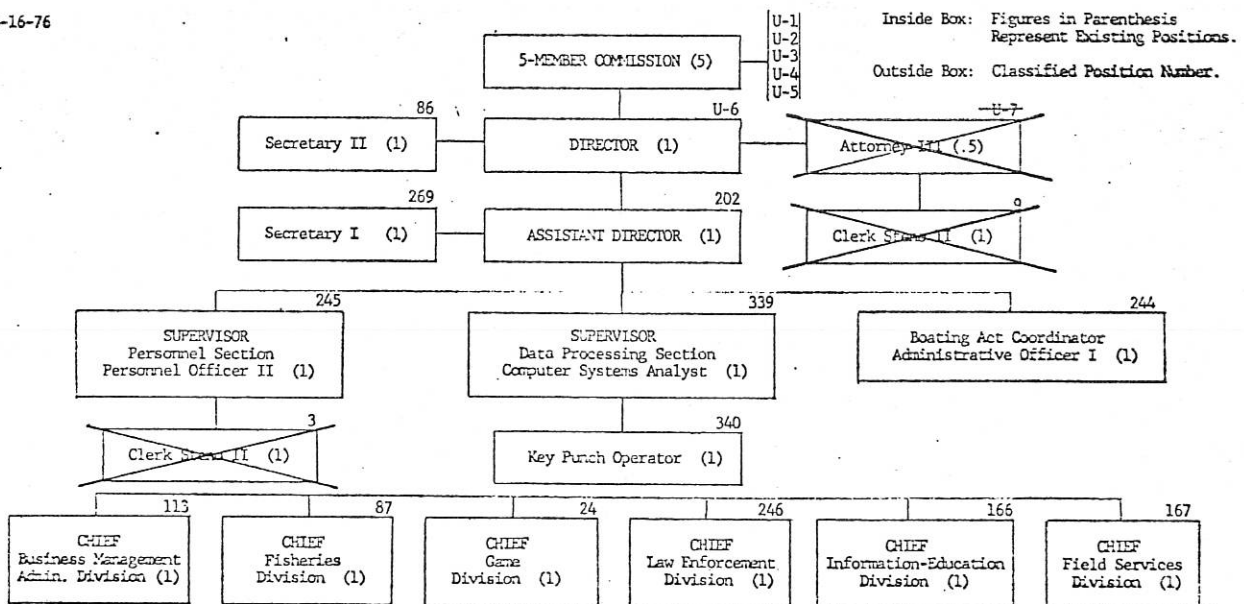 -16-76
Inside Box: Figures in Parenthesis
Represent Existing Positions.
Outside Box: Classified Position Number.
U-1
U-2
U-3
U-4
U-5
5-MEMBER COMMISSION (5)
86
Secretary II (1)
U-6
DIRECTOR (1)
U-7
Attorney III (.5)
269
Secretary I (1)
202
ASSISTANT DIRECTOR (1)
9
Clerk Steno II (1)
245
SUPERVISOR
Personnel Section
Personnel Officer II (1)
339
SUPERVISOR
Data Processing Section
Computer Systems Analyst (1)
244
Boating Act Coordinator
Administrative Officer I (1)
3
Clerk Steno II (1)
340
Key Punch Operator (1)
113
CHIEF
Business Management
Admin. Division (1)
87
CHIEF
Fisheries
Division (1)
24
CHIEF
Game
Division (1)
246
CHIEF
Law Enforcement
Division (1)
166
CHIEF
Information-Education
Division (1)
167
CHIEF
Field Services
Division (1)